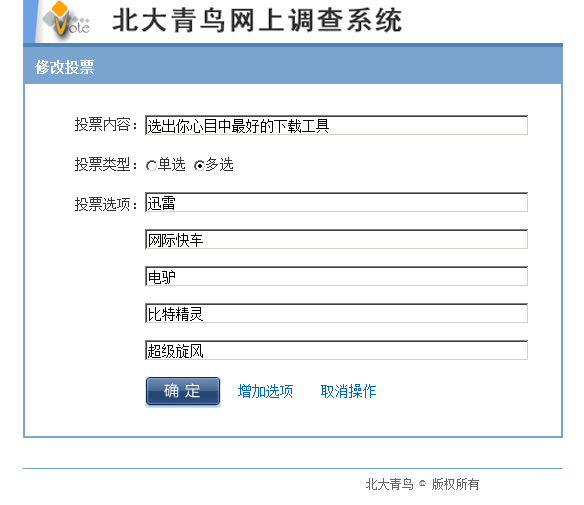 Vote 北大青鸟网上调查系统
修改投票
投票内容：选出你心目中最好的下载工具
投票类型：单选 多选
投票选项：迅雷
网际快车
电驴
比特精灵
超级旋风
确 定 增加选项 取消操作
北大青鸟 © 版权所有